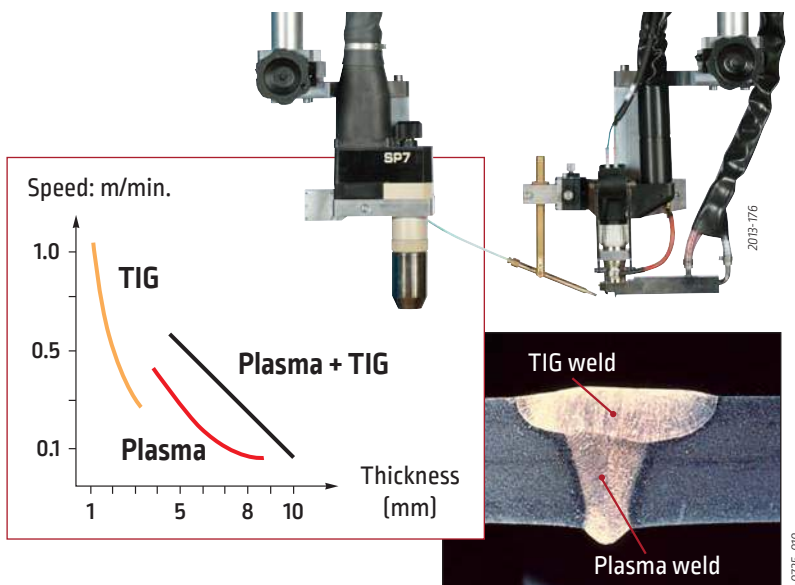 SP7
2013-176
Speed: m/min.
1.0
TIG
0.5
Plasma + TIG
0.1
Plasma
Thickness
(mm)
1
5
8
10
TIG weld
Plasma weld